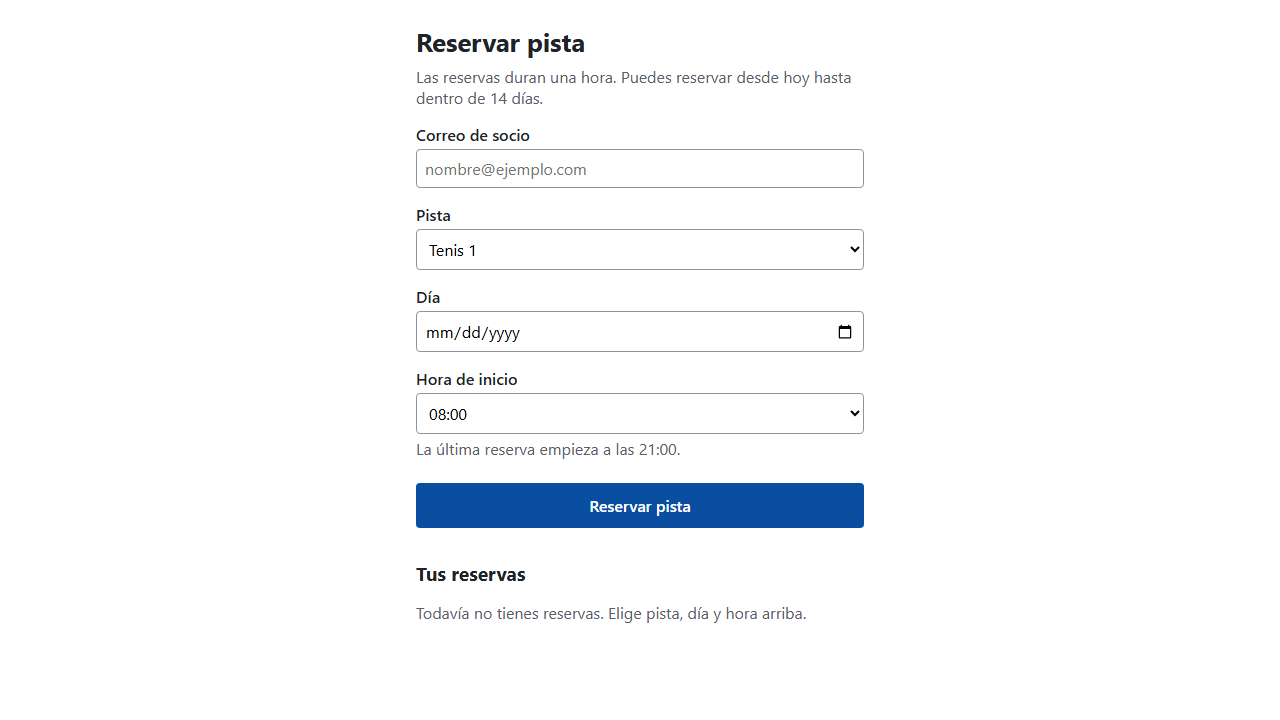 Reservar pista
Las reservas duran una hora. Puedes reservar desde hoy hasta
dentro de 14 días.
Correo de socio
nombre@ejemplo.com
Pista
Tenis 1
Día
mm/dd/yyyy
Hora de inicio
08:00
La última reserva empieza a las 21:00.
Reservar pista
Tus reservas
Todavía no tienes reservas. Elige pista, día y hora arriba.